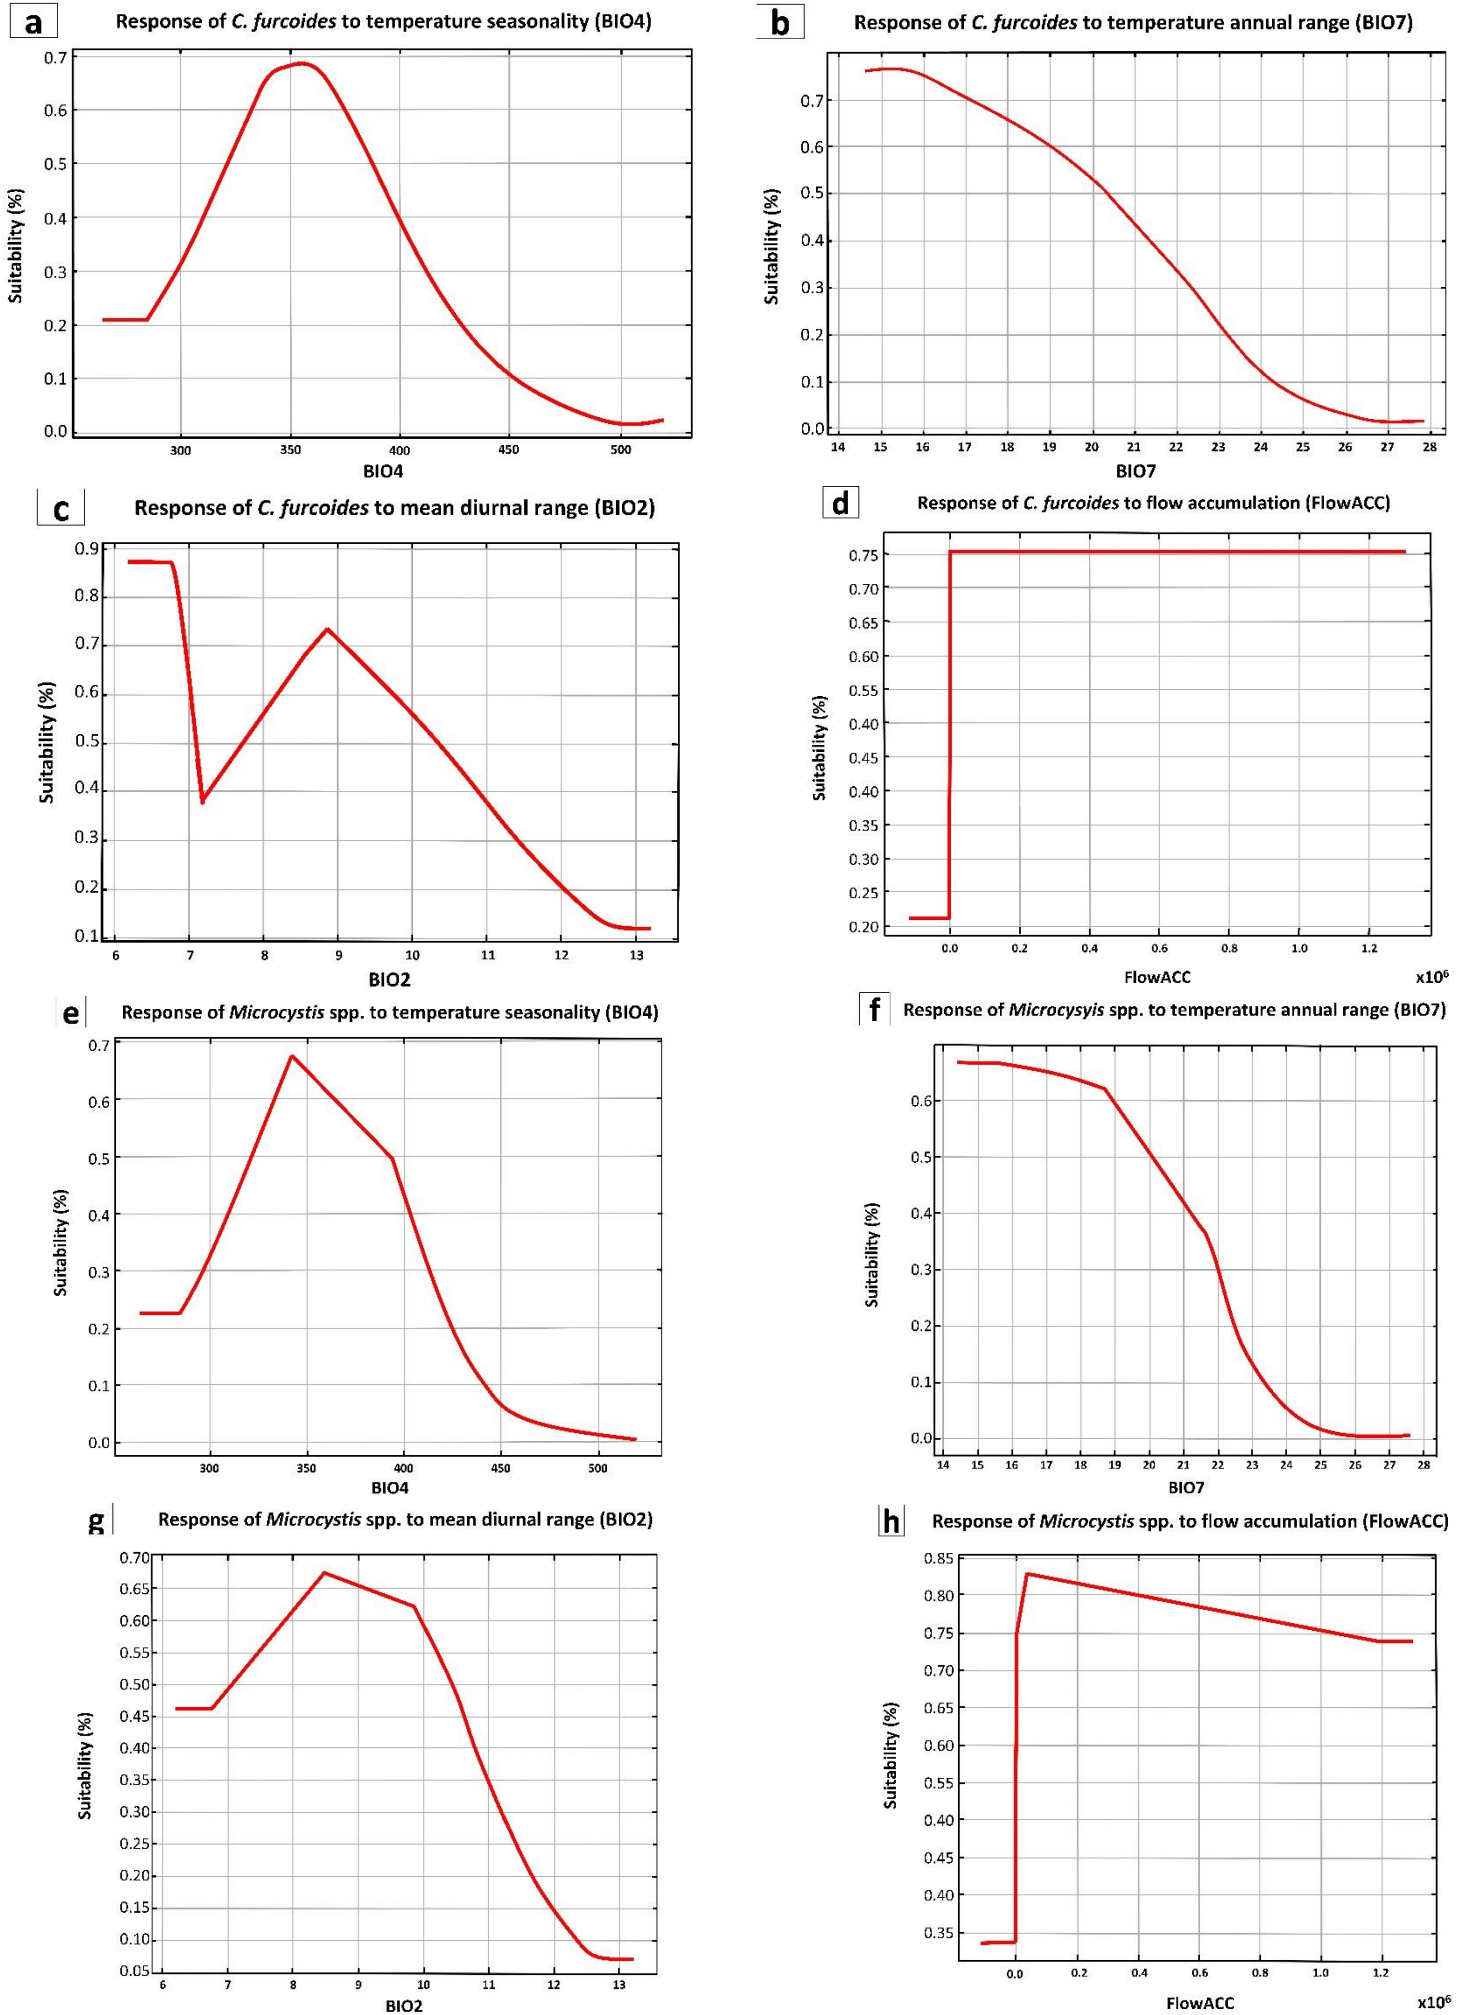 a
Response of C. furcoides to temperature seasonality (BIO4)
0.7
0.6
0.5
0.4
0.3
0.2
0.1
0.0
Suitability (%)
300 350 400 450 500
BIO4
b
Response of C. furcoides to temperature annual range (BIO7)
0.7
0.6
0.5
0.4
0.3
0.2
0.1
0.0
Suitability (%)
14 15 16 17 18 19 20 21 22 23 24 25 26 27 28
BIO7
c
Response of C. furcoides to mean diurnal range (BIO2)
0.9
0.8
0.7
0.6
0.5
0.4
0.3
0.2
0.1
Suitability (%)
6 7 8 9 10 11 12 13
BIO2
d
Response of C. furcoides to flow accumulation (FlowACC)
0.75
0.70
0.65
0.60
0.55
0.50
0.45
0.40
0.35
0.30
0.25
0.20
Suitability (%)
0.0 0.2 0.4 0.6 0.8 1.0 1.2
FlowACC x10⁶
e
Response of Microcystis spp. to temperature seasonality (BIO4)
0.7
0.6
0.5
0.4
0.3
0.2
0.1
0.0
Suitability (%)
300 350 400 450 500
BIO4
f
Response of Microcysyis spp. to temperature annual range (BIO7)
0.6
0.5
0.4
0.3
0.2
0.1
0.0
Suitability (%)
14 15 16 17 18 19 20 21 22 23 24 25 26 27 28
BIO7
g
Response of Microcystis spp. to mean diurnal range (BIO2)
0.70
0.65
0.60
0.55
0.50
0.45
0.40
0.35
0.30
0.25
0.20
0.15
0.10
0.05
Suitability (%)
6 7 8 9 10 11 12 13
BIO2
h
Response of Microcystis spp. to flow accumulation (FlowACC)
0.85
0.80
0.75
0.70
0.65
0.60
0.55
0.40
0.45
0.40
0.35
Suitability (%)
0.0 0.2 0.4 0.6 0.8 1.0 1.2
FlowACC x10⁶